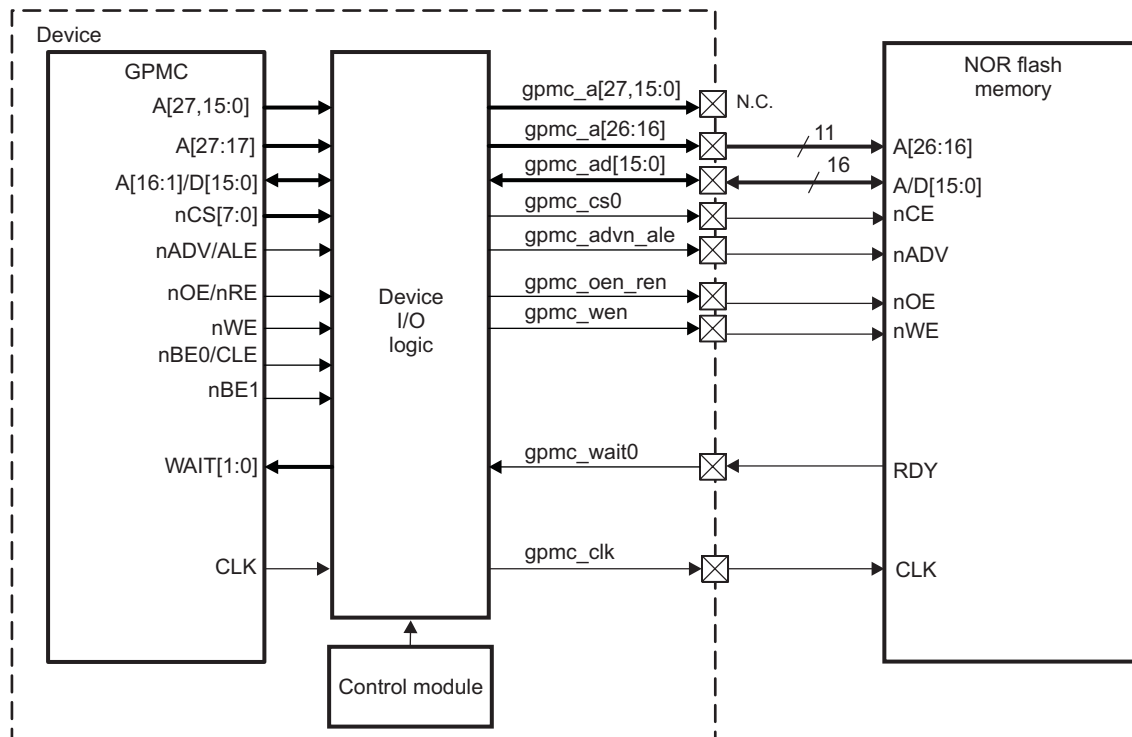 Device
GPMC
A[27,15:0]
A[27:17]
A[16:1]/D[15:0]
nCS[7:0]
nADV/ALE
nOE/nRE
nWE
nBE0/CLE
nBE1
WAIT[1:0]
CLK
Device
I/O
logic
Control module
gpmc_a[27,15:0]
gpmc_a[26:16]
gpmc_ad[15:0]
gpmc_cs0
gpmc_advn_ale
gpmc_oen_ren
gpmc_wen
gpmc_wait0
gpmc_clk
N.C.
11
16
NOR flash
memory
A[26:16]
A/D[15:0]
nCE
nADV
nOE
nWE
RDY
CLK